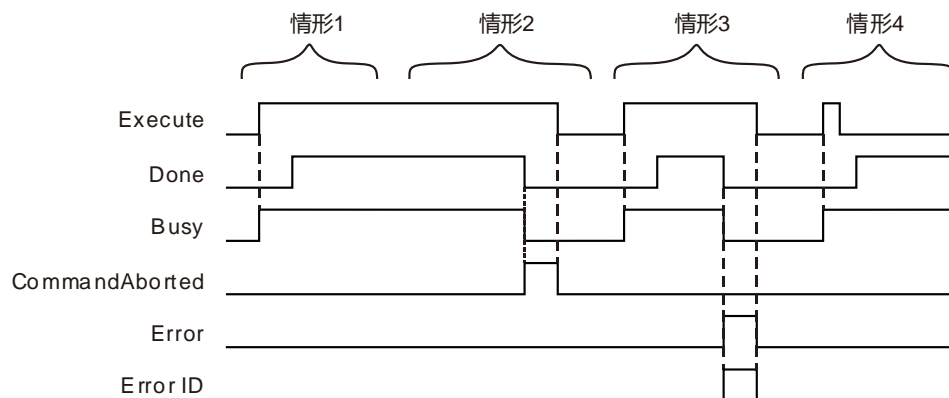 情形1 情形2 情形3 情形4
Execute
Done
Busy
CommandAborted
Error
Error ID